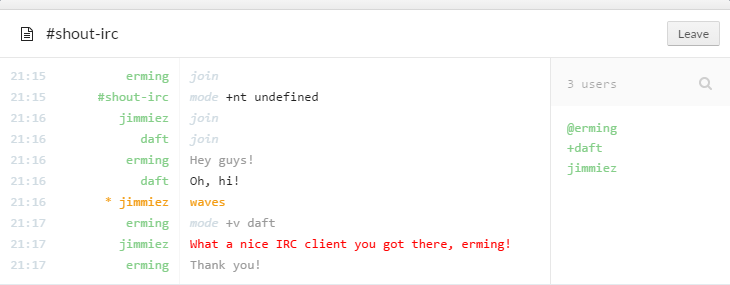 #shout-irc
Leave
21:15 erming join
21:15 #shout-irc mode +nt undefined
21:16 jimmiez join
21:16 daft join
21:16 erming Hey guys!
21:16 daft Oh, hi!
21:16 * jimmiez waves
21:17 erming mode +v daft
21:17 jimmiez What a nice IRC client you got there, erming!
21:17 erming Thank you!
3 users
@erming
+daft
jimmiez